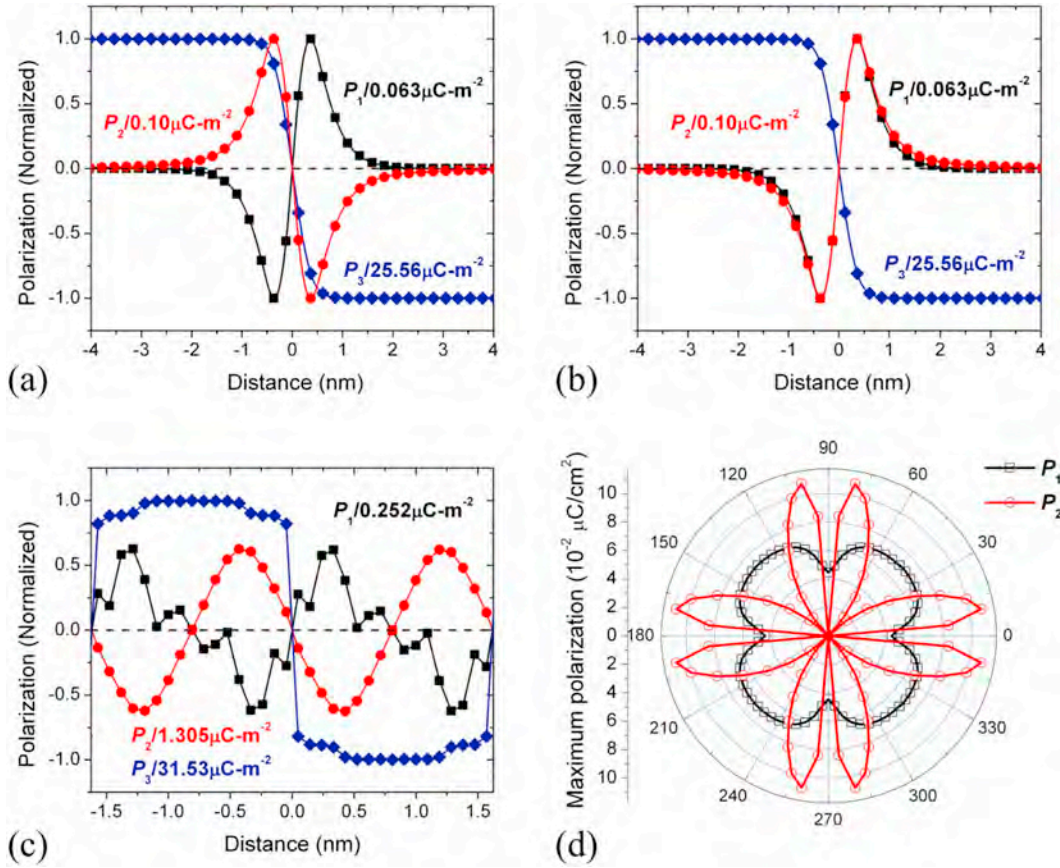 Polarization (Normalized)
1.0
0.5
0.0
-0.5
-1.0
P₁/0.063μC-m⁻²
P₂/0.10μC-m⁻²
P₃/25.56μC-m⁻²
-4 -3 -2 -1 0 1 2 3 4
Distance (nm)
(a)
Polarization (Normalized)
1.0
0.5
0.0
-0.5
-1.0
P₁/0.063μC-m⁻²
P₂/0.10μC-m⁻²
P₃/25.56μC-m⁻²
-4 -3 -2 -1 0 1 2 3 4
Distance (nm)
(b)
Polarization (Normalized)
1.0
0.5
0.0
-0.5
-1.0
P₁/0.252μC-m⁻²
P₂/1.305μC-m⁻²
P₃/31.53μC-m⁻²
-1.5 -1.0 -0.5 0.0 0.5 1.0 1.5
Distance (nm)
(c)
Maximum polarization (10⁻² μC/cm²)
10
8
6
4
2
0
2
4
6
8
10
90
60
30
0
330
300
270
240
210
180
150
120
P₁
P₂
(d)